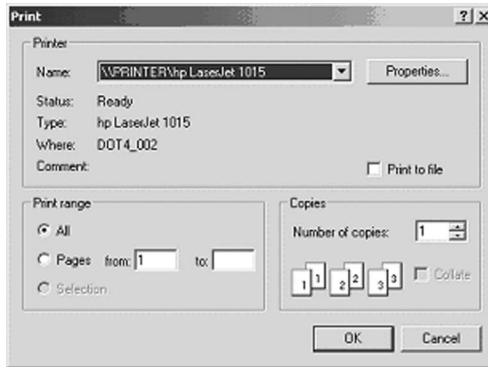 Print
Printer
Name: \\PRINTER\hp LaserJet 1015 Properties...
Status: Ready
Type: hp LaserJet 1015
Where: DOT4_002
Comment: Print to file
Print range
All
Pages from: 1 to:
Selection
Copies
Number of copies: 1
1 1 2 2 3 3 Collate
OK Cancel